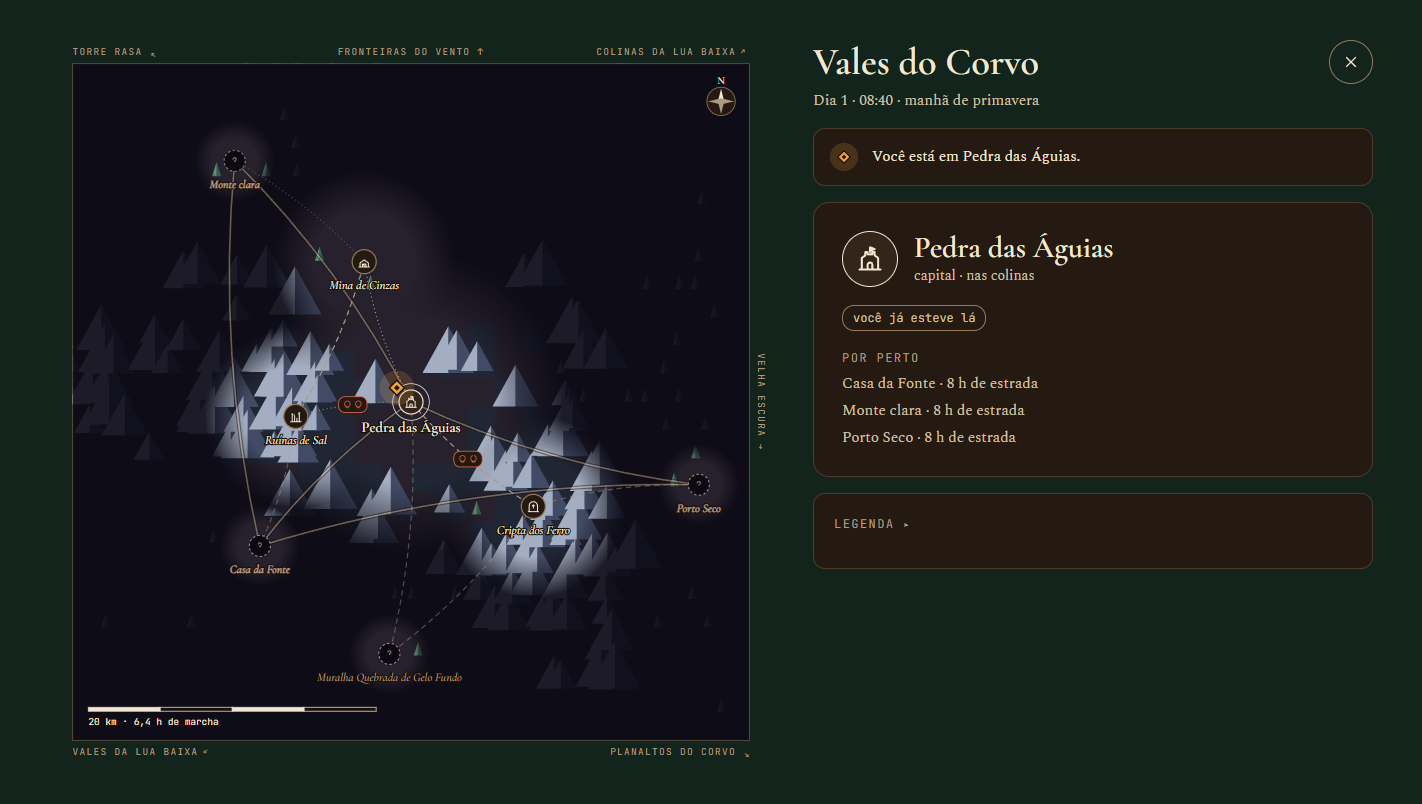 TORRE RASA ↖
FRONTEIRAS DO VENTO ↑
COLINAS DA LUA BAIXA ↗
N
Monte clara
Mina de Cinzas
Pedra das Águias
Ruínas de Sal
Cripta dos Ferro
Porto Seco
Casa da Fonte
Muralha Quebrada de Gelo Fundo
20 km · 6,4 h de marcha
VELHA ESCURA →
VALES DA LUA BAIXA ↙
PLANALTOS DO CORVO ↘
Vales do Corvo
Dia 1 · 08:40 · manhã de primavera
Você está em Pedra das Águias.
Pedra das Águias
capital · nas colinas
você já esteve lá
POR PERTO
Casa da Fonte · 8 h de estrada
Monte clara · 8 h de estrada
Porto Seco · 8 h de estrada
LEGENDA ▸